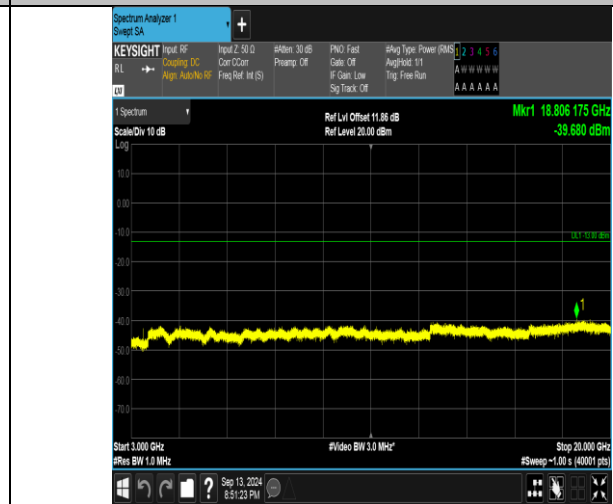 Spectrum Analyzer 1
Swept SA
+
KEYSIGHT
RL
Input: RF
Coupling: DC
Align: Auto/No RF
Input Z: 50 Ω
Corr CCorr
Freq Ref: Int (S)
#Atten: 30 dB
Preamp: Off
PNO: Fast
Gate: Off
IF Gain: Low
Sig Track: Off
#Avg Type: Power (RMS
Avg|Hold: 1/1
Trig: Free Run
1 2 3 4 5 6
A W W W W W
A A A A A A
1 Spectrum
Scale/Div 10 dB
Log
Ref Lvl Offset 11.86 dB
Ref Level 20.00 dBm
Mkr1 18.806 175 GHz
-39.680 dBm
10.0
0.00
-10.0
DL1 -13.00 dBm
-20.0
-30.0
1
-40.0
-50.0
-60.0
-70.0
Start 3.000 GHz
#Res BW 1.0 MHz
#Video BW 3.0 MHz*
Stop 20.000 GHz
#Sweep ~1.00 s (40001 pts)
?
Sep 13, 2024
8:51:23 PM